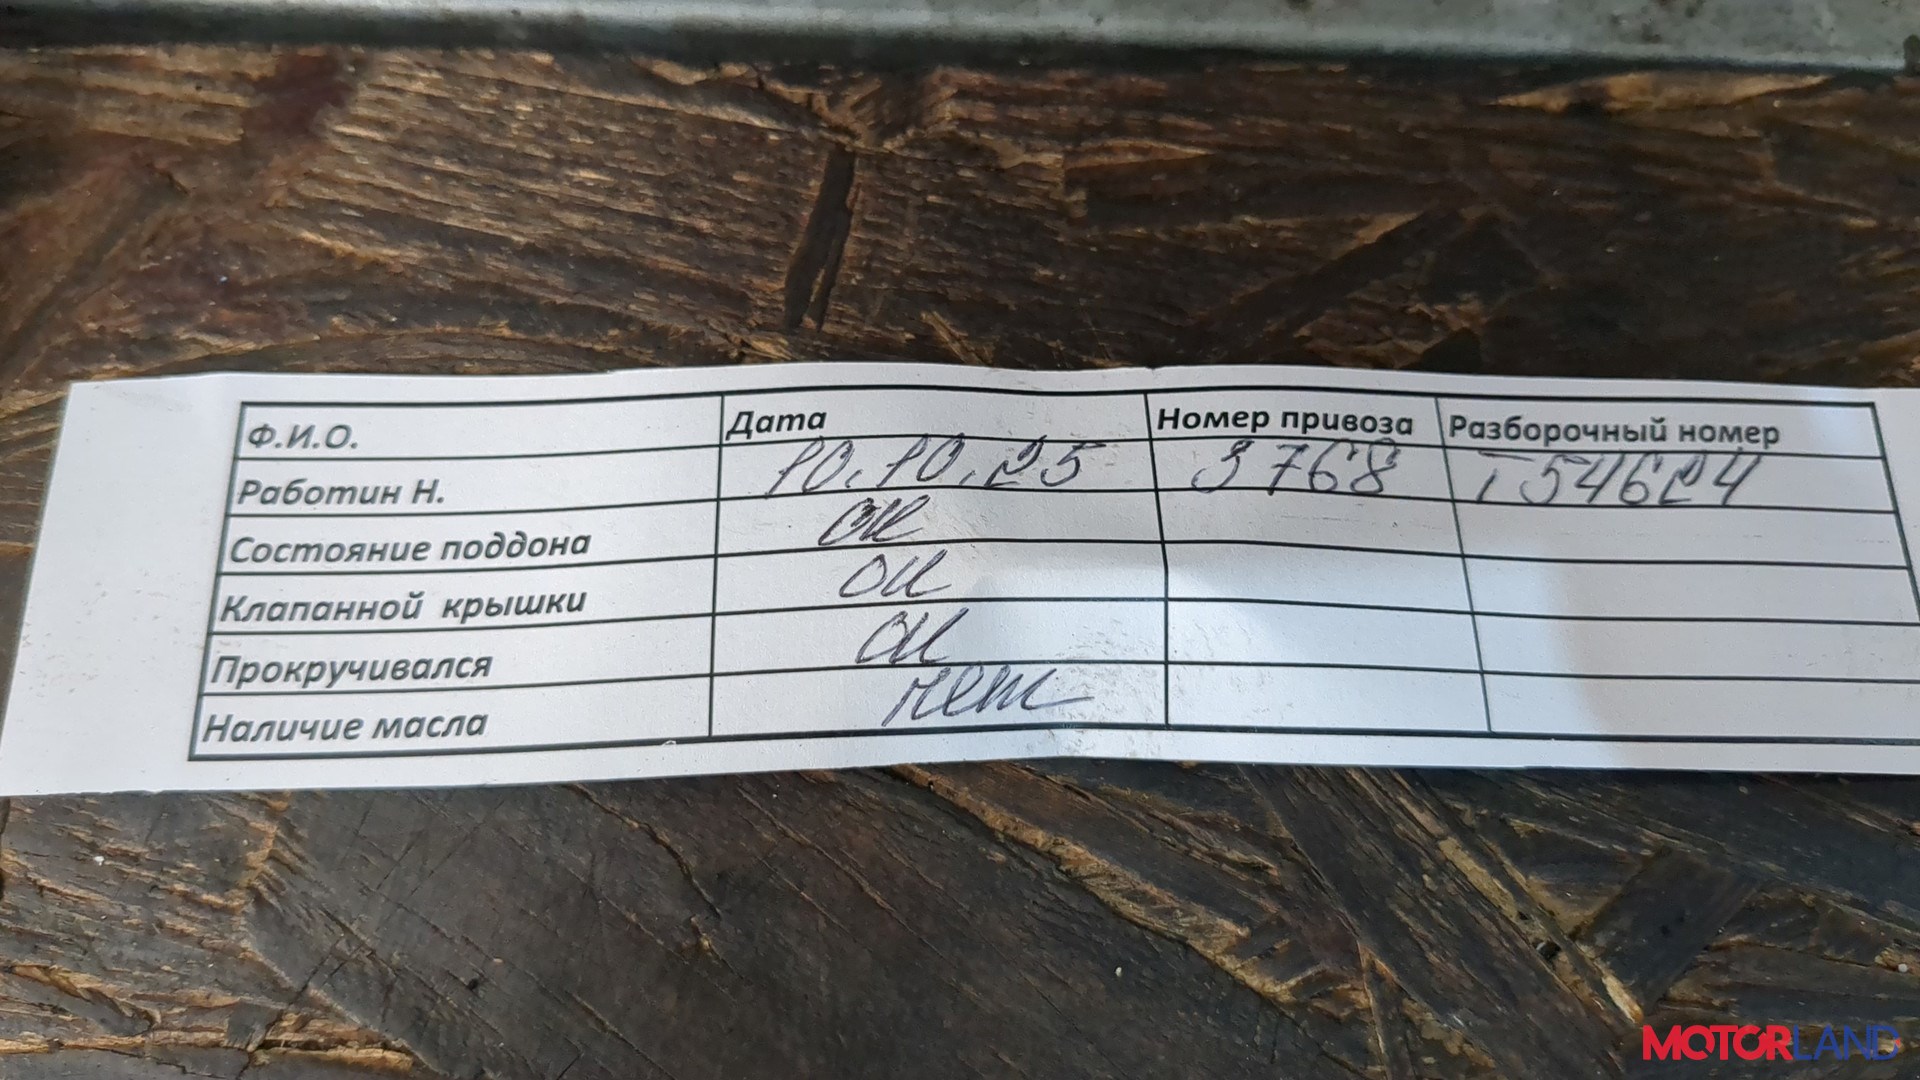 Ф.И.О. Дата Номер привоза Разборочный номер
Работин Н. 10.10.25 3768 T54624
Состояние поддона ок
Клапанной крышки ок
Прокручивался ок
Наличие масла нет
MOTORLAND